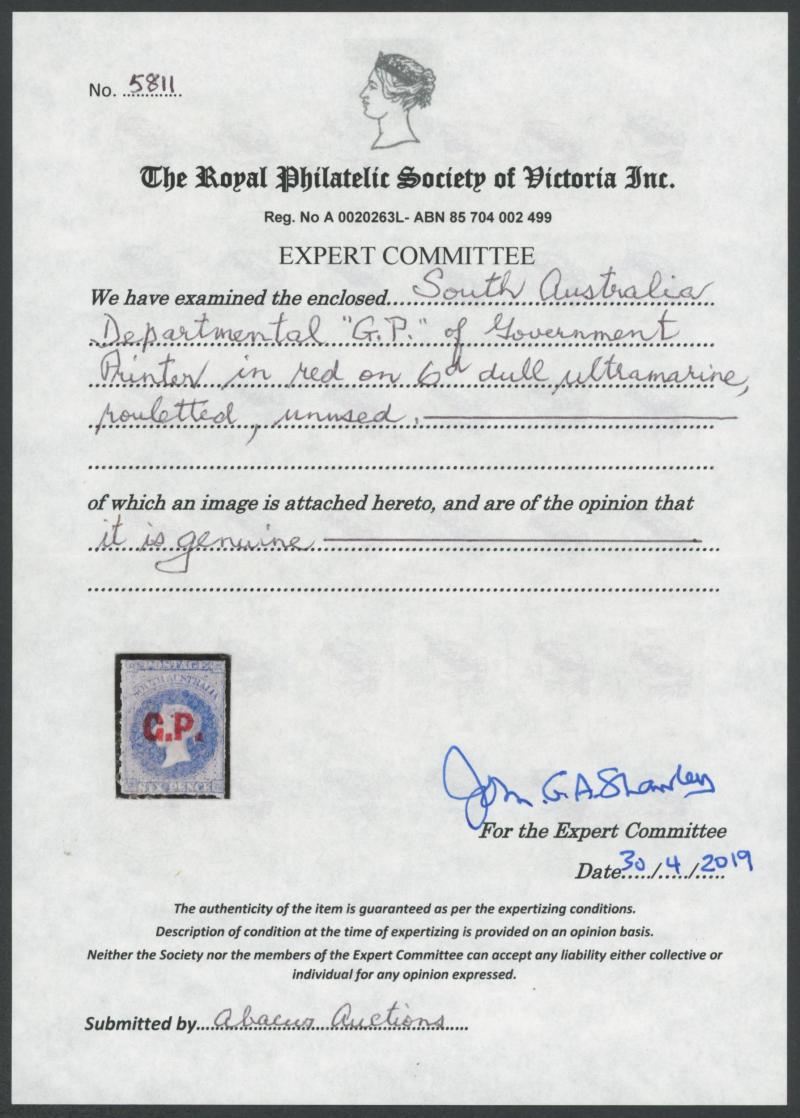 No. 5811
The Royal Philatelic Society of Victoria Inc.
Reg. No A 0020263L- ABN 85 704 002 499
EXPERT COMMITTEE
We have examined the enclosed South Australia
Departmental "G.P." of Government
Printer in red on 6d dull ultramarine,
rouletted, unused.
of which an image is attached hereto, and are of the opinion that
it is genuine
POSTAGE
SOUTH AUSTRALIA
G.P.
SIX PENCE
John G.A.
For the Expert Committee
Date 30/4/2019
The authenticity of the item is guaranteed as per the expertizing conditions.
Description of condition at the time of expertizing is provided on an opinion basis.
Neither the Society nor the members of the Expert Committee can accept any liability either collective or
individual for any opinion expressed.
Submitted by Abacus Auctions